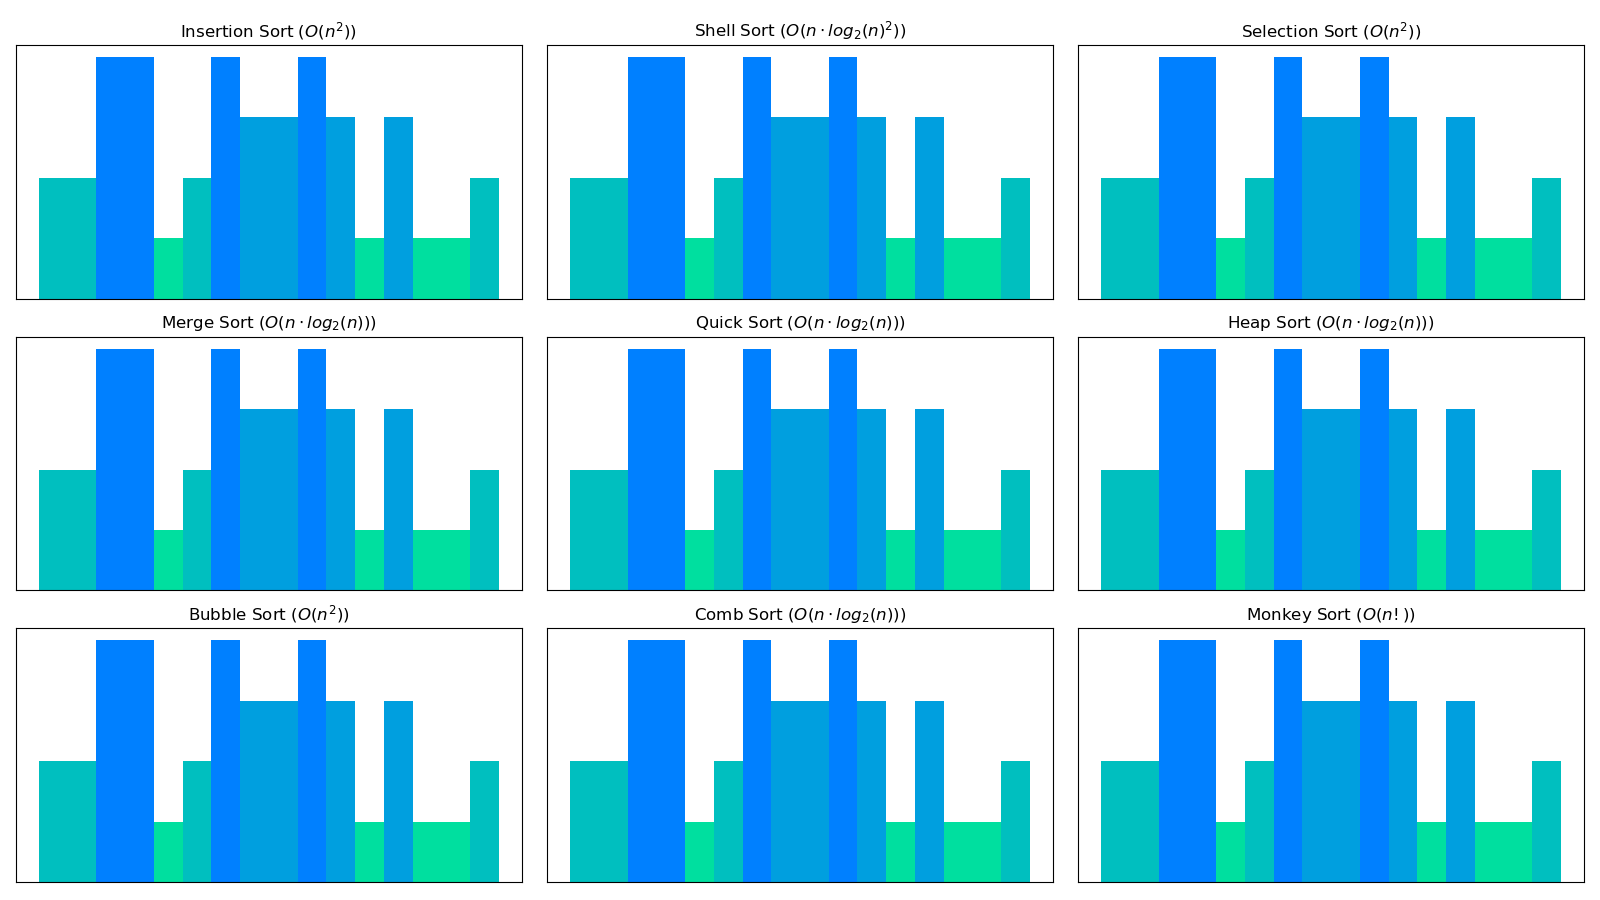 Insertion Sort (O(n²))
Shell Sort (O(n · log₂(n)²))
Selection Sort (O(n²))
Merge Sort (O(n · log₂(n)))
Quick Sort (O(n · log₂(n)))
Heap Sort (O(n · log₂(n)))
Bubble Sort (O(n²))
Comb Sort (O(n · log₂(n)))
Monkey Sort (O(n!))